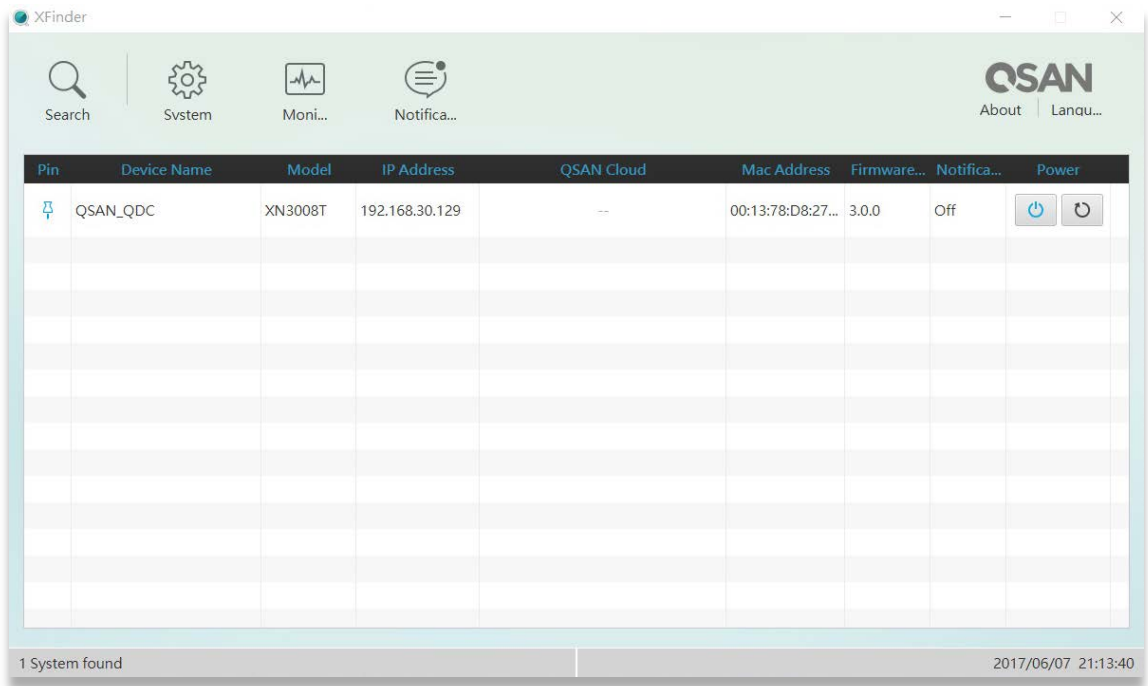 XFinder
Search System Moni... Notifica...
QSAN
About Langu...
Pin Device Name Model IP Address QSAN Cloud Mac Address Firmware... Notifica... Power
QSAN_QDC XN3008T 192.168.30.129 -- 00:13:78:D8:27... 3.0.0 Off
1 System found 2017/06/07 21:13:40